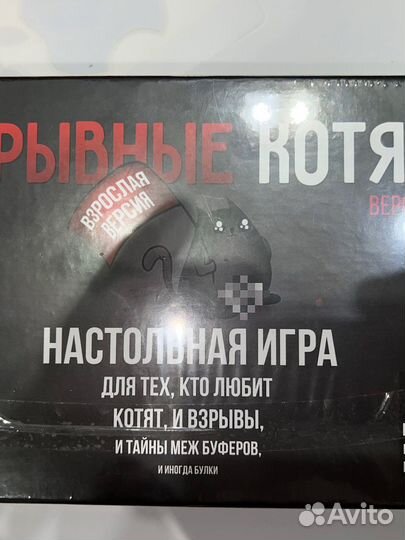 РЫВНЫЕ КОТЯ
ВЕР
ВЗРОСЛАЯ
ВЕРСИЯ
НАСТОЛЬНАЯ ИГРА
ДЛЯ ТЕХ, КТО ЛЮБИТ
КОТЯТ, И ВЗРЫВЫ,
И ТАЙНЫ МЕЖ БУФЕРОВ,
И ИНОГДА БУЛКИ
Avito